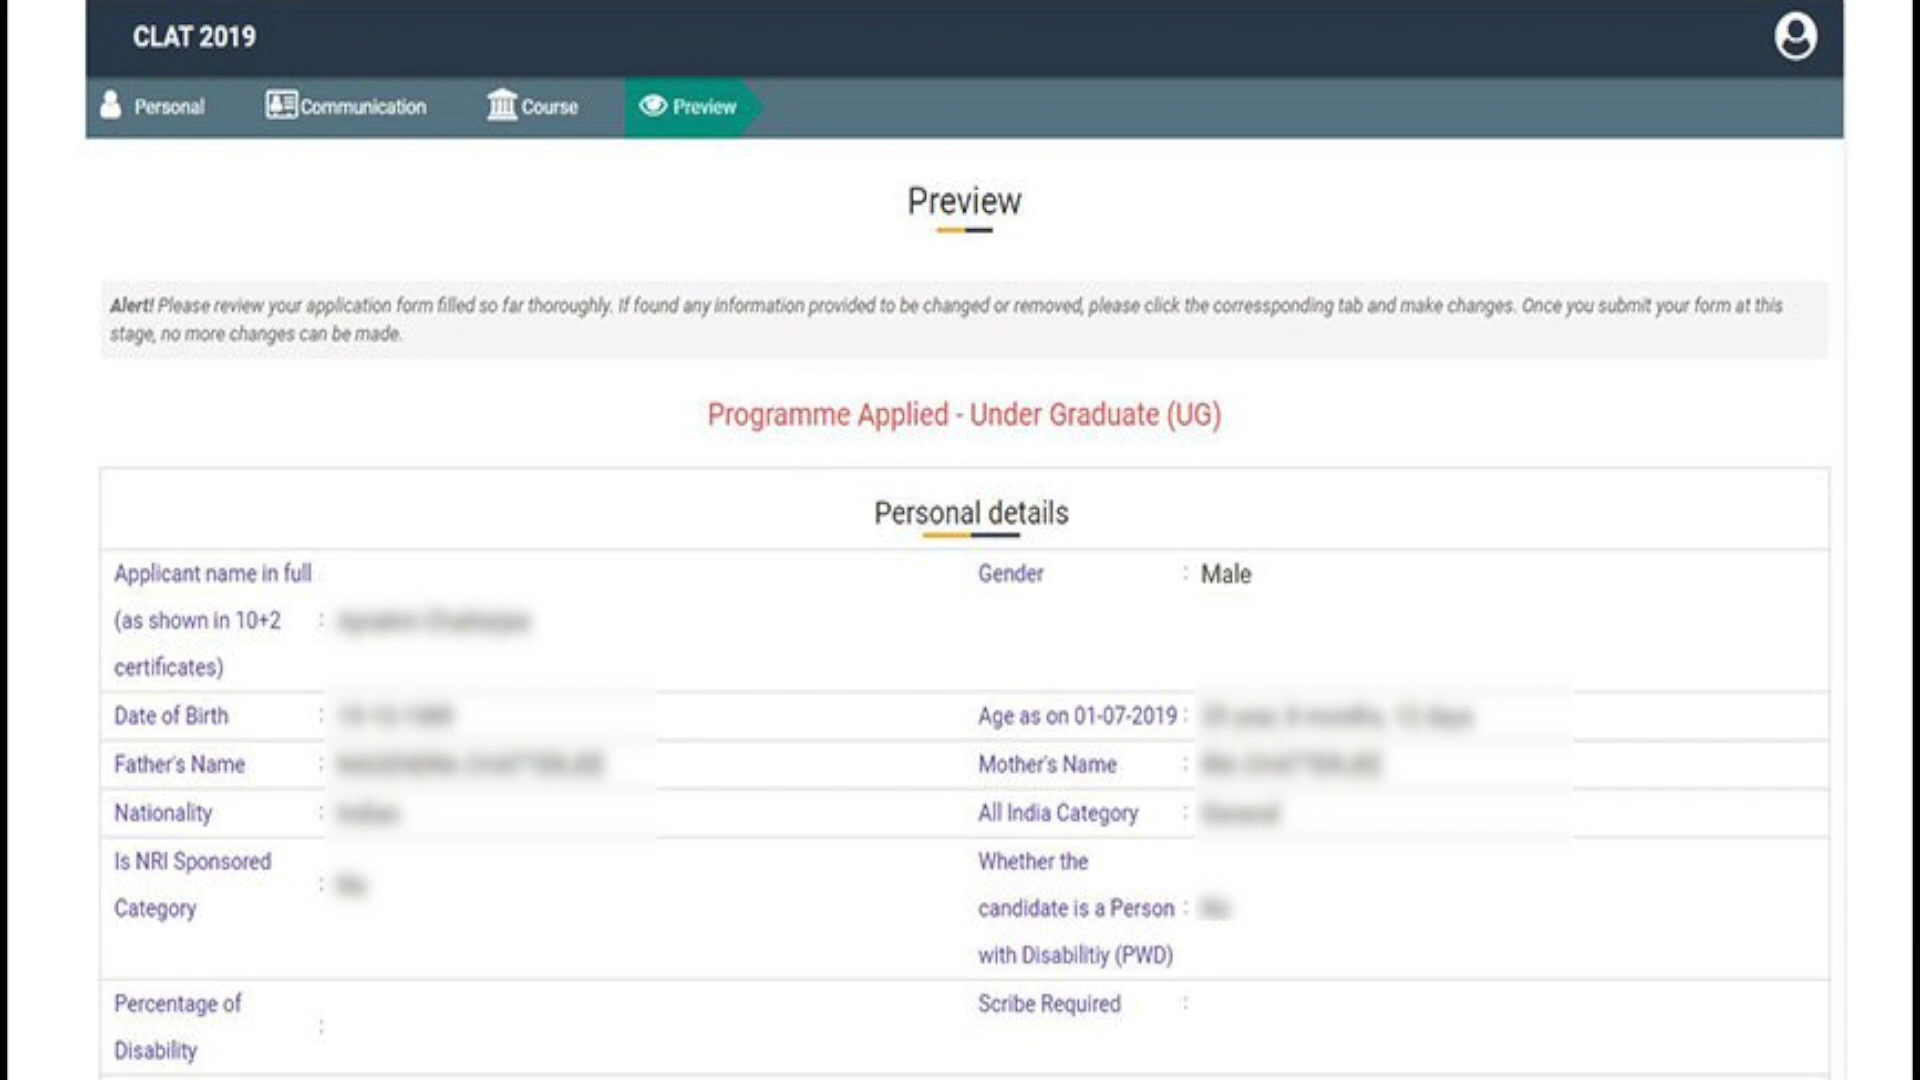 CLAT 2019
Personal Communication Course Preview
Preview
Alert! Please review your application form filled so far thoroughly. If found any information provided to be changed or removed, please click the corressponding tab and make changes. Once you submit your form at this
stage, no more changes can be made.
Programme Applied - Under Graduate (UG)
Personal details
Applicant name in full
(as shown in 10+2 :
certificates)
Gender : Male
Date of Birth :
Age as on 01-07-2019 :
Father's Name :
Mother's Name :
Nationality :
All India Category :
Is NRI Sponsored
Category :
Whether the
candidate is a Person :
with Disabilitiy (PWD)
Percentage of
Disability :
Scribe Required :